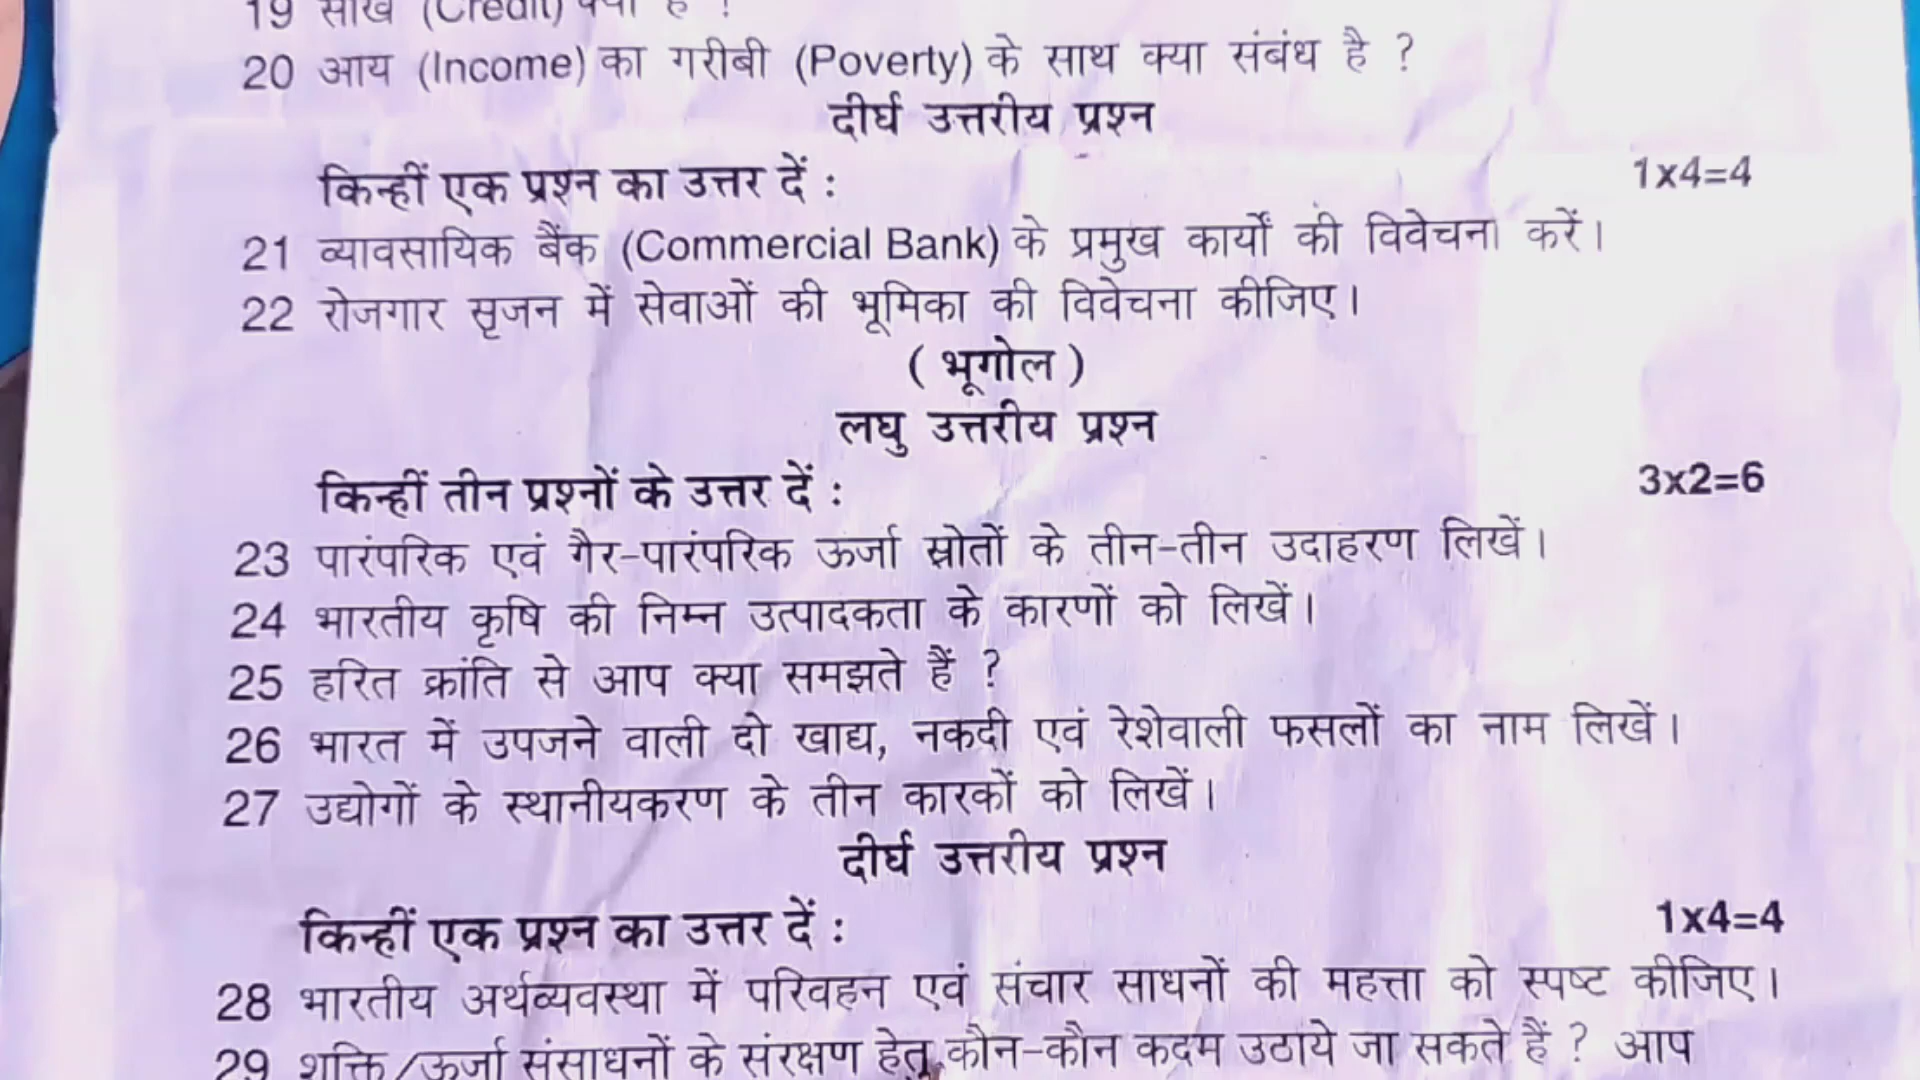 19 साख (Credit) क्या है ?
20 आय (Income) का गरीबी (Poverty) के साथ क्या संबंध है ?
दीर्घ उत्तरीय प्रश्न
किन्हीं एक प्रश्न का उत्तर दें : 1x4=4
21 व्यावसायिक बैंक (Commercial Bank) के प्रमुख कार्यों की विवेचना करें।
22 रोजगार सृजन में सेवाओं की भूमिका की विवेचना कीजिए।
( भूगोल )
लघु उत्तरीय प्रश्न
किन्हीं तीन प्रश्नों के उत्तर दें : 3x2=6
23 पारंपरिक एवं गैर-पारंपरिक ऊर्जा स्रोतों के तीन-तीन उदाहरण लिखें।
24 भारतीय कृषि की निम्न उत्पादकता के कारणों को लिखें।
25 हरित क्रांति से आप क्या समझते हैं ?
26 भारत में उपजने वाली दो खाद्य, नकदी एवं रेशेवाली फसलों का नाम लिखें।
27 उद्योगों के स्थानीयकरण के तीन कारकों को लिखें।
दीर्घ उत्तरीय प्रश्न
किन्हीं एक प्रश्न का उत्तर दें : 1x4=4
28 भारतीय अर्थव्यवस्था में परिवहन एवं संचार साधनों की महत्ता को स्पष्ट कीजिए।
29 शक्ति/ऊर्जा संसाधनों के संरक्षण हेतु कौन-कौन कदम उठाये जा सकते हैं ? आप